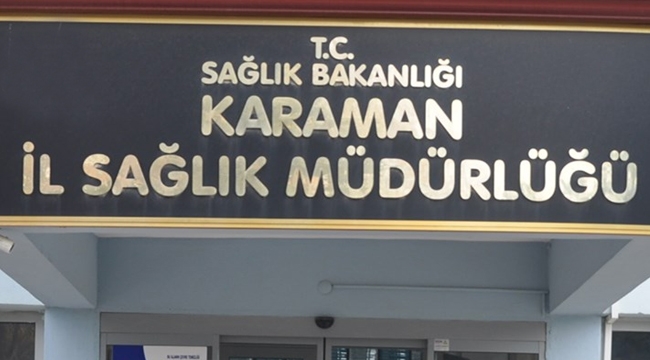 T.C.
SAĞLIK BAKANLIĞI
KARAMAN
İL SAĞLIK MÜDÜRLÜĞÜ